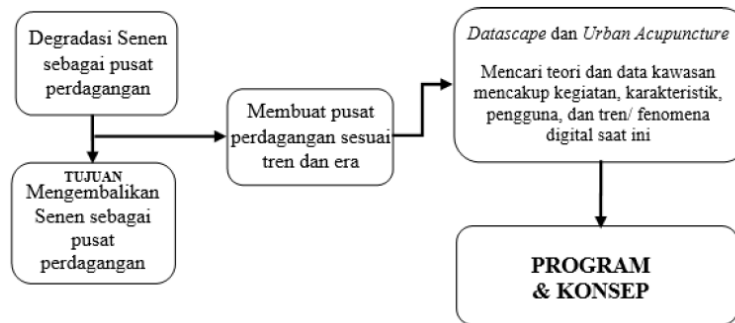 Degradasi Senen
sebagai pusat
perdagangan
TUJUAN
Mengembalikan
Senen sebagai
pusat
perdagangan
Membuat pusat
perdagangan sesuai
tren dan era
Datascape dan Urban Acupuncture
Mencari teori dan data kawasan
mencakup kegiatan, karakteristik,
pengguna, dan tren/ fenomena
digital saat ini
PROGRAM
& KONSEP